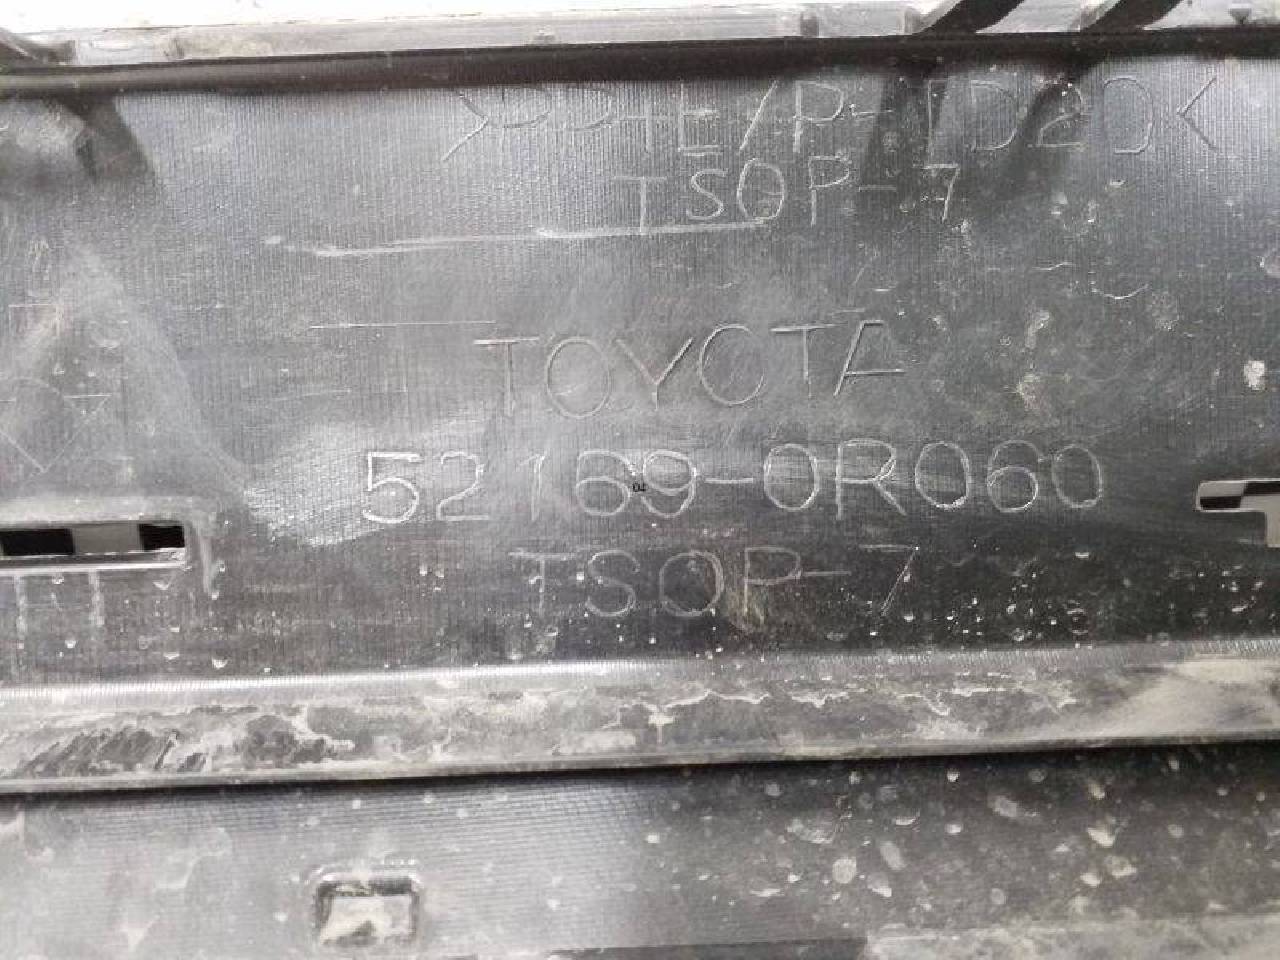 >PP+E/P-TD20<
TSOP-7
TOYOTA
52169-0R060
TSOP-7